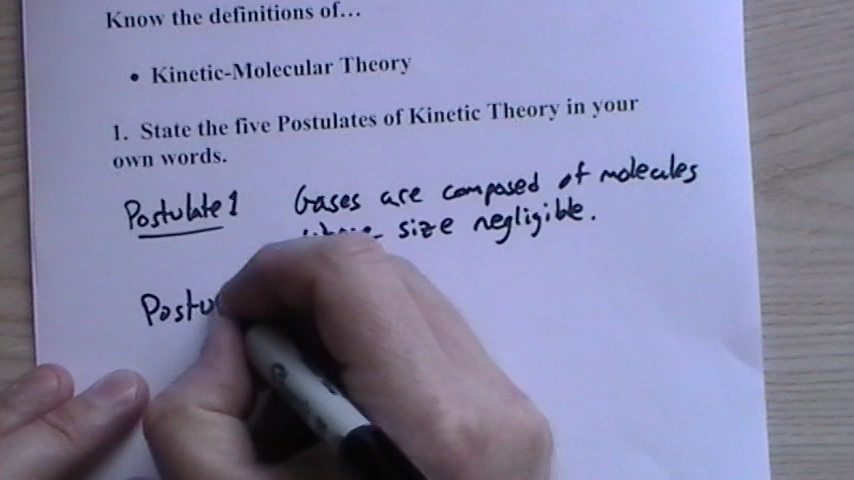 Know the definitions of...
• Kinetic-Molecular Theory
1. State the five Postulates of Kinetic Theory in your
own words.
Postulate 1 Gases are composed of molecules
size negligible.
Postu